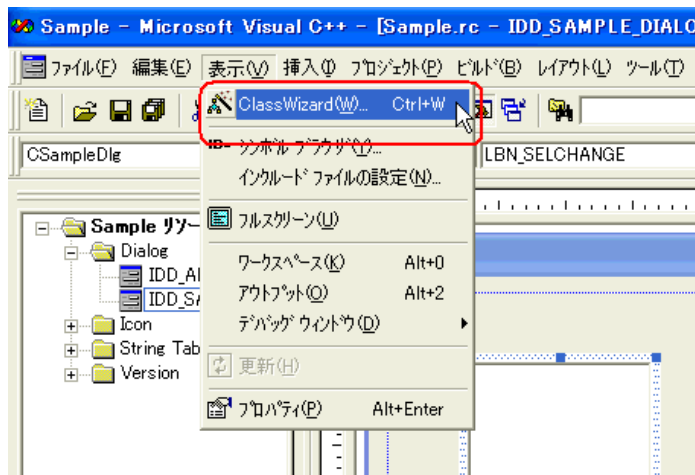 Sample - Microsoft Visual C++ - [Sample.rc - IDD_SAMPLE_DIALO
ﾌｧｲﾙ(F) 編集(E) 表示(V) 挿入(I) ﾌﾟﾛｼﾞｪｸﾄ(P) ﾋﾞﾙﾄﾞ(B) ﾚｲｱｳﾄ(L) ﾂｰﾙ(T)
ClassWizard(W)... Ctrl+W
CSampleDlg
LBN_SELCHANGE
ｼﾝﾎﾞﾙ ﾌﾞﾗｳｻﾞ(Y)...
ｲﾝｸﾙｰﾄﾞ ﾌｧｲﾙの設定(N)...
ﾌﾙｽｸﾘｰﾝ(U)
ﾜｰｸｽﾍﾟｰｽ(K) Alt+0
ｱｳﾄﾌﾟｯﾄ(O) Alt+2
ﾃﾞﾊﾞｯｸﾞ ｳｨﾝﾄﾞｳ(D)
更新(H)
ﾌﾟﾛﾊﾟﾃｨ(P) Alt+Enter
Sample ﾘｿｰ
Dialog
IDD_A
IDD_SA
Icon
String Tab
Version